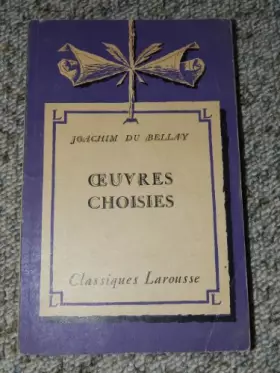 JOACHIM DU BELLAY
ŒUVRES
CHOISIES
Classiques Larousse